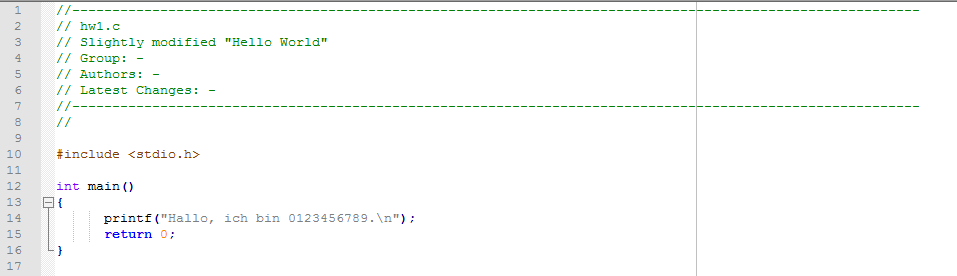 1 //----------------------------------------------------------------------------------------------------------
2 // hw1.c
3 // Slightly modified "Hello World"
4 // Group: -
5 // Authors: -
6 // Latest Changes: -
7 //----------------------------------------------------------------------------------------------------------
8 //
9
10 #include <stdio.h>
11
12 int main()
13 {
14 printf("Hallo, ich bin 0123456789.\n");
15 return 0;
16 }
17